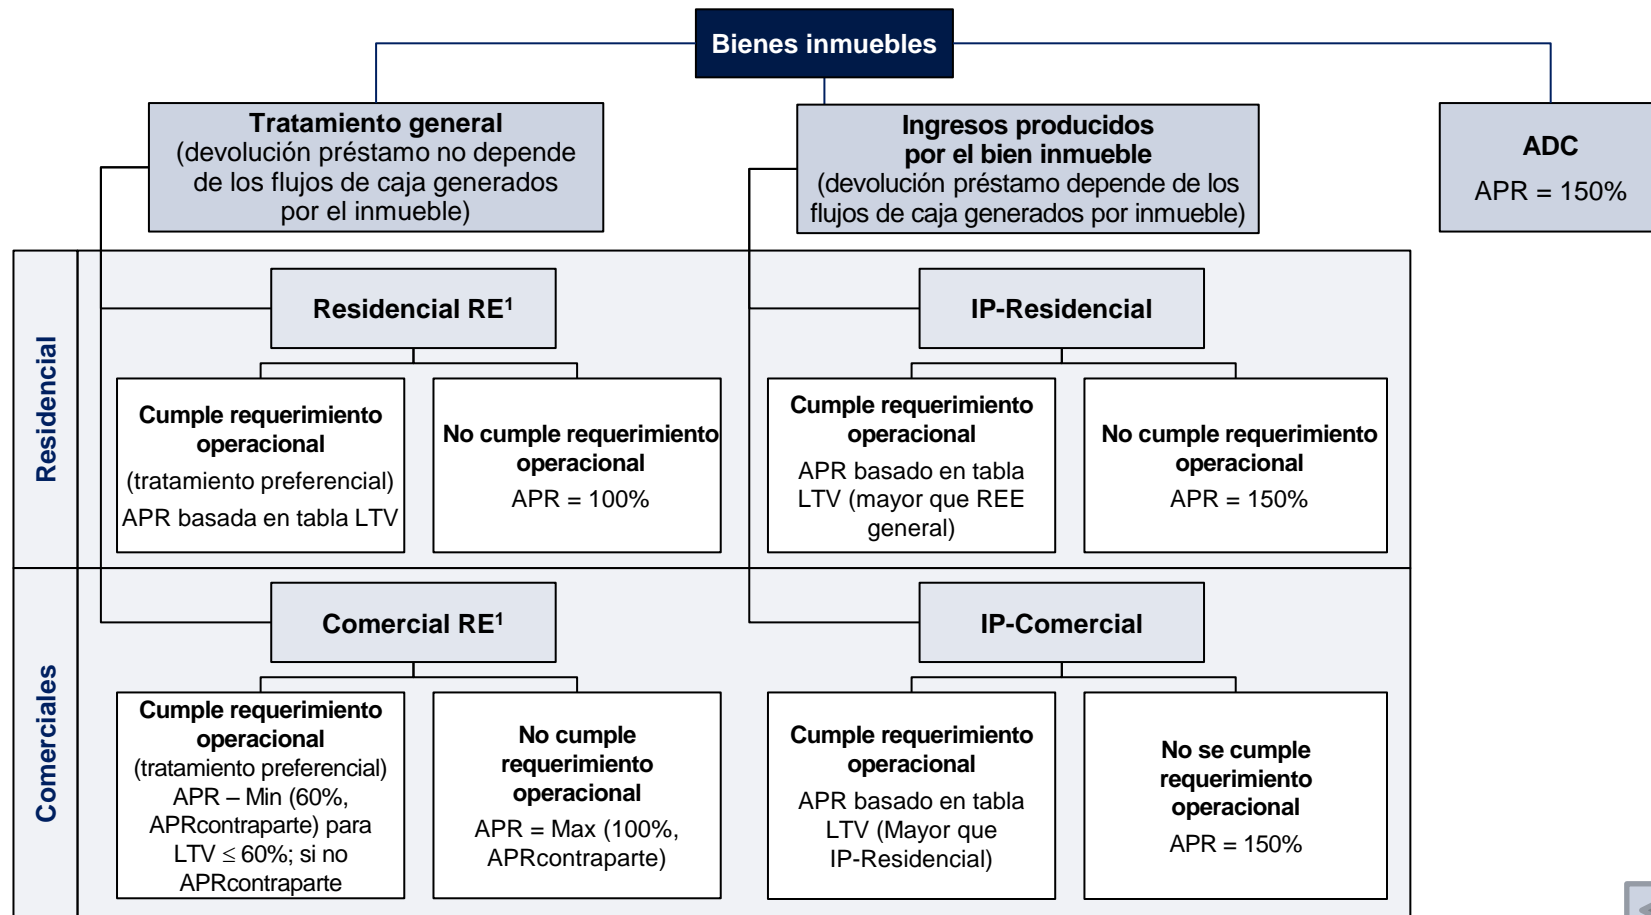 Bienes inmuebles
Tratamiento general
(devolución préstamo no depende
de los flujos de caja generados
por el inmueble)
Ingresos producidos
por el bien inmueble
(devolución préstamo depende de los
flujos de caja generados por inmueble)
ADC
APR = 150%
Residencial
Residencial RE¹
IP-Residencial
Cumple requerimiento
operacional
(tratamiento preferencial)
APR basada en tabla LTV
No cumple requerimiento
operacional
APR = 100%
Cumple requerimiento
operacional
APR basado en tabla
LTV (mayor que REE
general)
No cumple requerimiento
operacional
APR = 150%
Comerciales
Comercial RE¹
IP-Comercial
Cumple requerimiento
operacional
(tratamiento preferencial)
APR – Min (60%,
APRcontraparte) para
LTV ≤ 60%; si no
APRcontraparte
No cumple
requerimiento
operacional
APR = Max (100%,
APRcontraparte)
Cumple requerimiento
operacional
APR basado en tabla
LTV (Mayor que
IP-Residencial)
No se cumple
requerimiento
operacional
APR = 150%